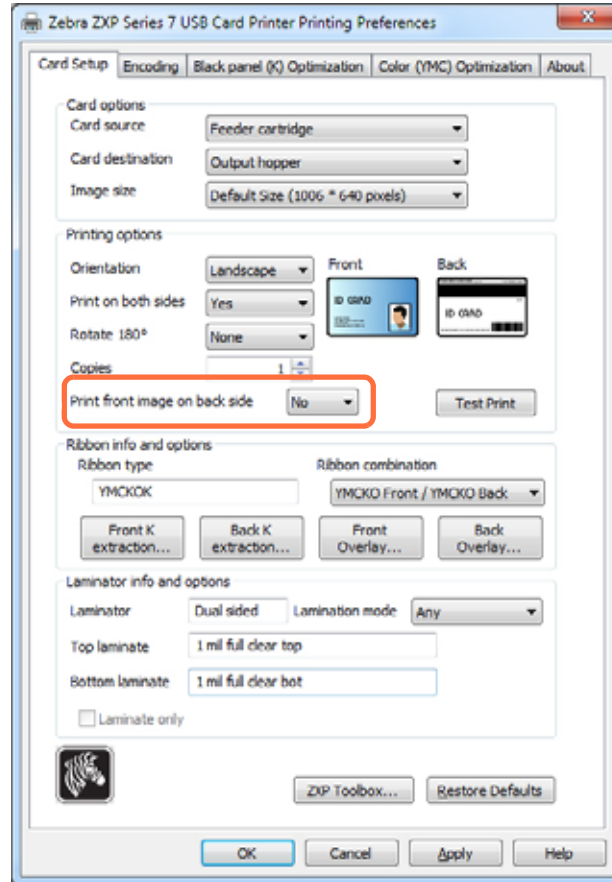 Zebra ZXP Series 7 USB Card Printer Printing Preferences
Card Setup Encoding Black panel (K) Optimization Color (YMC) Optimization About
Card options
Card source Feeder cartridge
Card destination Output hopper
Image size Default Size (1006 * 640 pixels)
Printing options
Orientation Landscape Front Back
Print on both sides Yes ID CARD ID CARD
Rotate 180° None
Copies 1
Print front image on back side No Test Print
Ribbon info and options
Ribbon type Ribbon combination
YMCKOK YMCKO Front / YMCKO Back
Front K extraction... Back K extraction... Front Overlay... Back Overlay...
Laminator info and options
Laminator Dual sided Lamination mode Any
Top laminate 1 mil full clear top
Bottom laminate 1 mil full clear bot
Laminate only
ZXP Toolbox... Restore Defaults
OK Cancel Apply Help